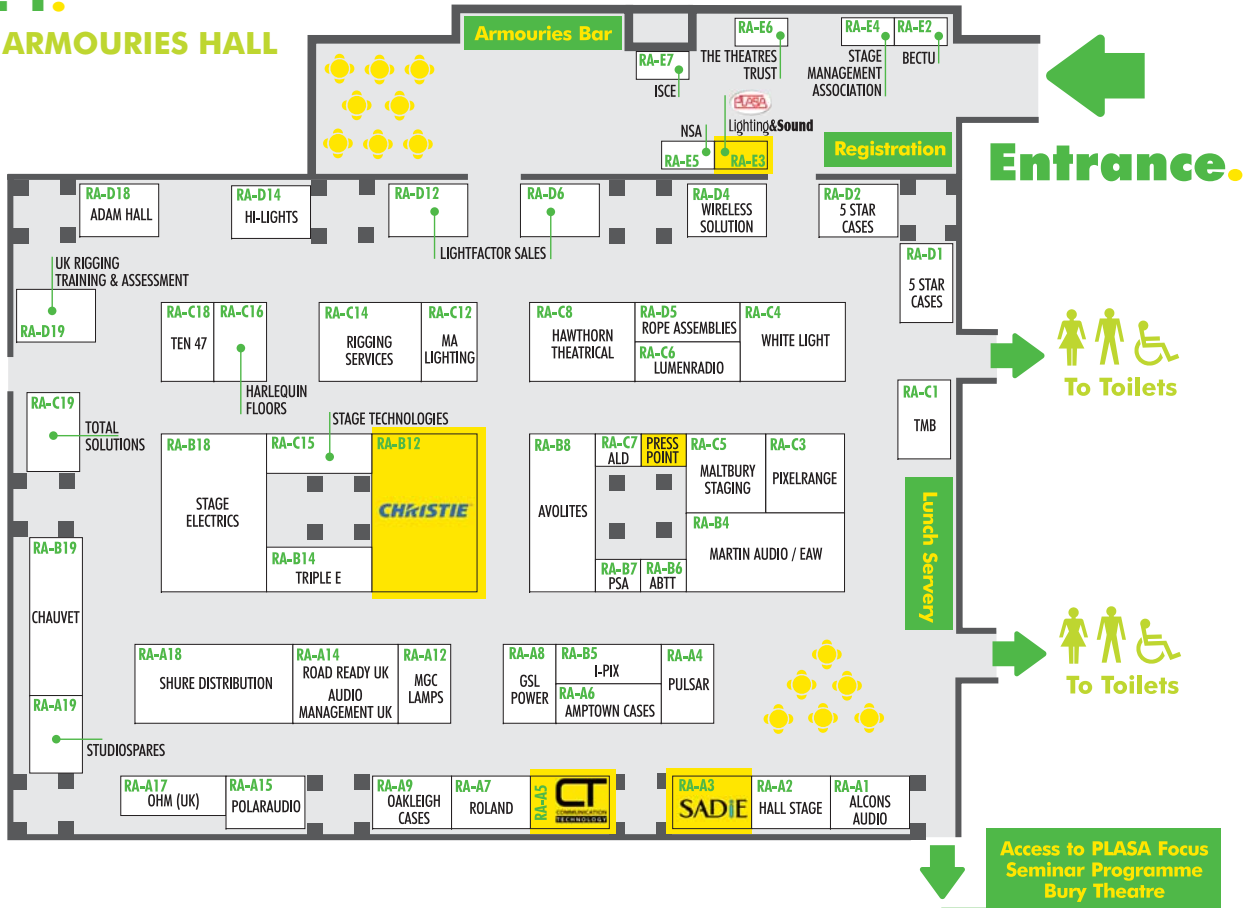 ARMOURIES HALL
Armouries Bar
RA-E7
ISCE
RA-E6
THE THEATRES
TRUST
RA-E4
STAGE
MANAGEMENT
ASSOCIATION
RA-E2
BECTU
PLASA
Lighting&Sound
NSA
RA-E5
RA-E3
Registration
Entrance.
RA-D18
ADAM HALL
RA-D14
HI-LIGHTS
RA-D12
RA-D6
LIGHTFACTOR SALES
RA-D4
WIRELESS
SOLUTION
RA-D2
5 STAR
CASES
RA-D1
5 STAR
CASES
UK RIGGING
TRAINING & ASSESSMENT
RA-D19
RA-C18
TEN 47
RA-C16
HARLEQUIN
FLOORS
RA-C14
RIGGING
SERVICES
RA-C12
MA
LIGHTING
RA-C8
HAWTHORN
THEATRICAL
RA-D5
ROPE ASSEMBLIES
RA-C6
LUMENRADIO
RA-C4
WHITE LIGHT
To Toilets
RA-C1
TMB
RA-C19
TOTAL
SOLUTIONS
RA-B18
STAGE
ELECTRICS
STAGE TECHNOLOGIES
RA-C15
RA-B14
TRIPLE E
RA-B12
CHRISTIE
RA-B8
AVOLITES
RA-C7
ALD
PRESS
POINT
RA-C5
MALTBURY
STAGING
RA-C3
PIXELRANGE
RA-B4
MARTIN AUDIO / EAW
RA-B7
PSA
RA-B6
ABTT
Lunch Servery
RA-B19
CHAUVET
RA-A19
STUDIOSPARES
RA-A18
SHURE DISTRIBUTION
RA-A14
ROAD READY UK
AUDIO
MANAGEMENT UK
RA-A12
MGC
LAMPS
RA-A8
GSL
POWER
RA-B5
I-PIX
RA-A6
AMPTOWN CASES
RA-A4
PULSAR
To Toilets
RA-A17
OHM (UK)
RA-A15
POLARAUDIO
RA-A9
OAKLEIGH
CASES
RA-A7
ROLAND
RA-A5
CT
COMMUNICATION
TECHNOLOGY
RA-A3
SADiE
RA-A2
HALL STAGE
RA-A1
ALCONS
AUDIO
Access to PLASA Focus
Seminar Programme
Bury Theatre